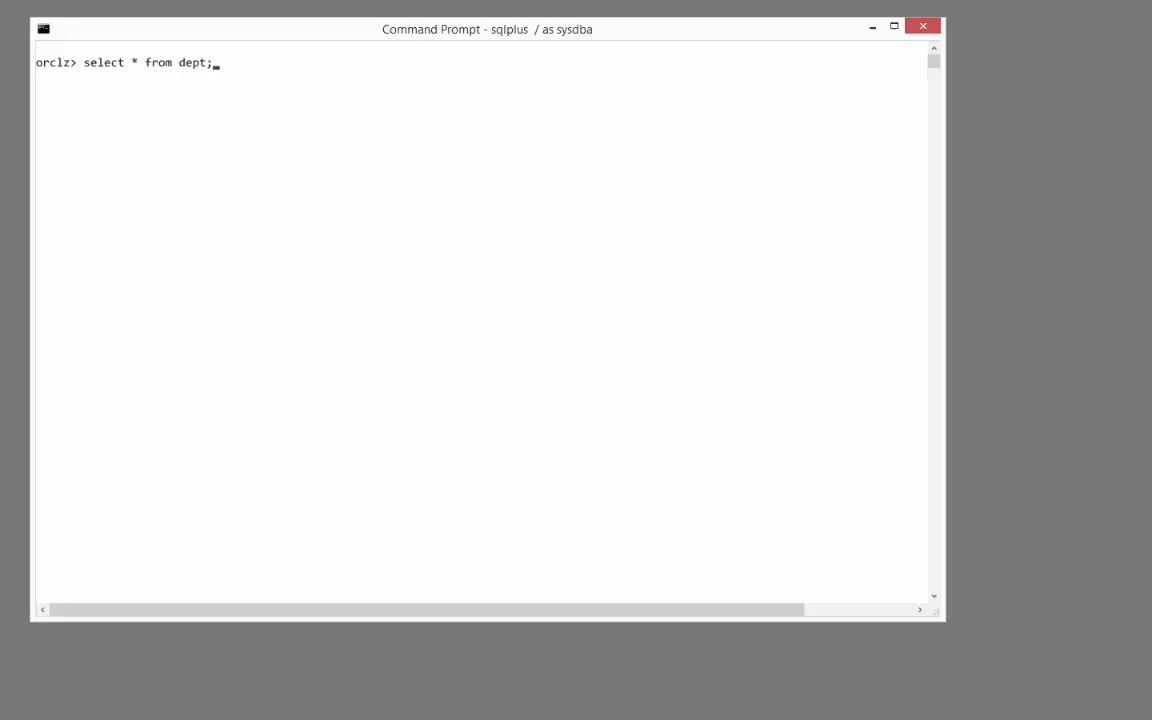 Command Prompt - sqlplus  / as sysdba
orclz> select * from dept;